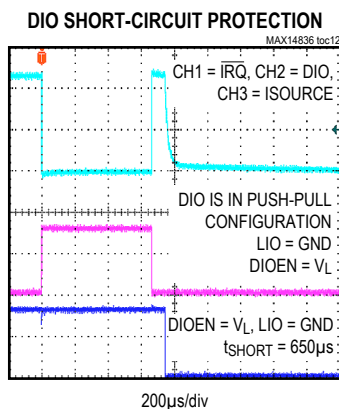 DIO SHORT-CIRCUIT PROTECTION
MAX14836 toc12
CH1 = IRQ, CH2 = DIO,
CH3 = ISOURCE
DIO IS IN PUSH-PULL
CONFIGURATION
LIO = GND
DIOEN = VL
DIOEN = VL, LIO = GND
tSHORT = 650µs
200µs/div